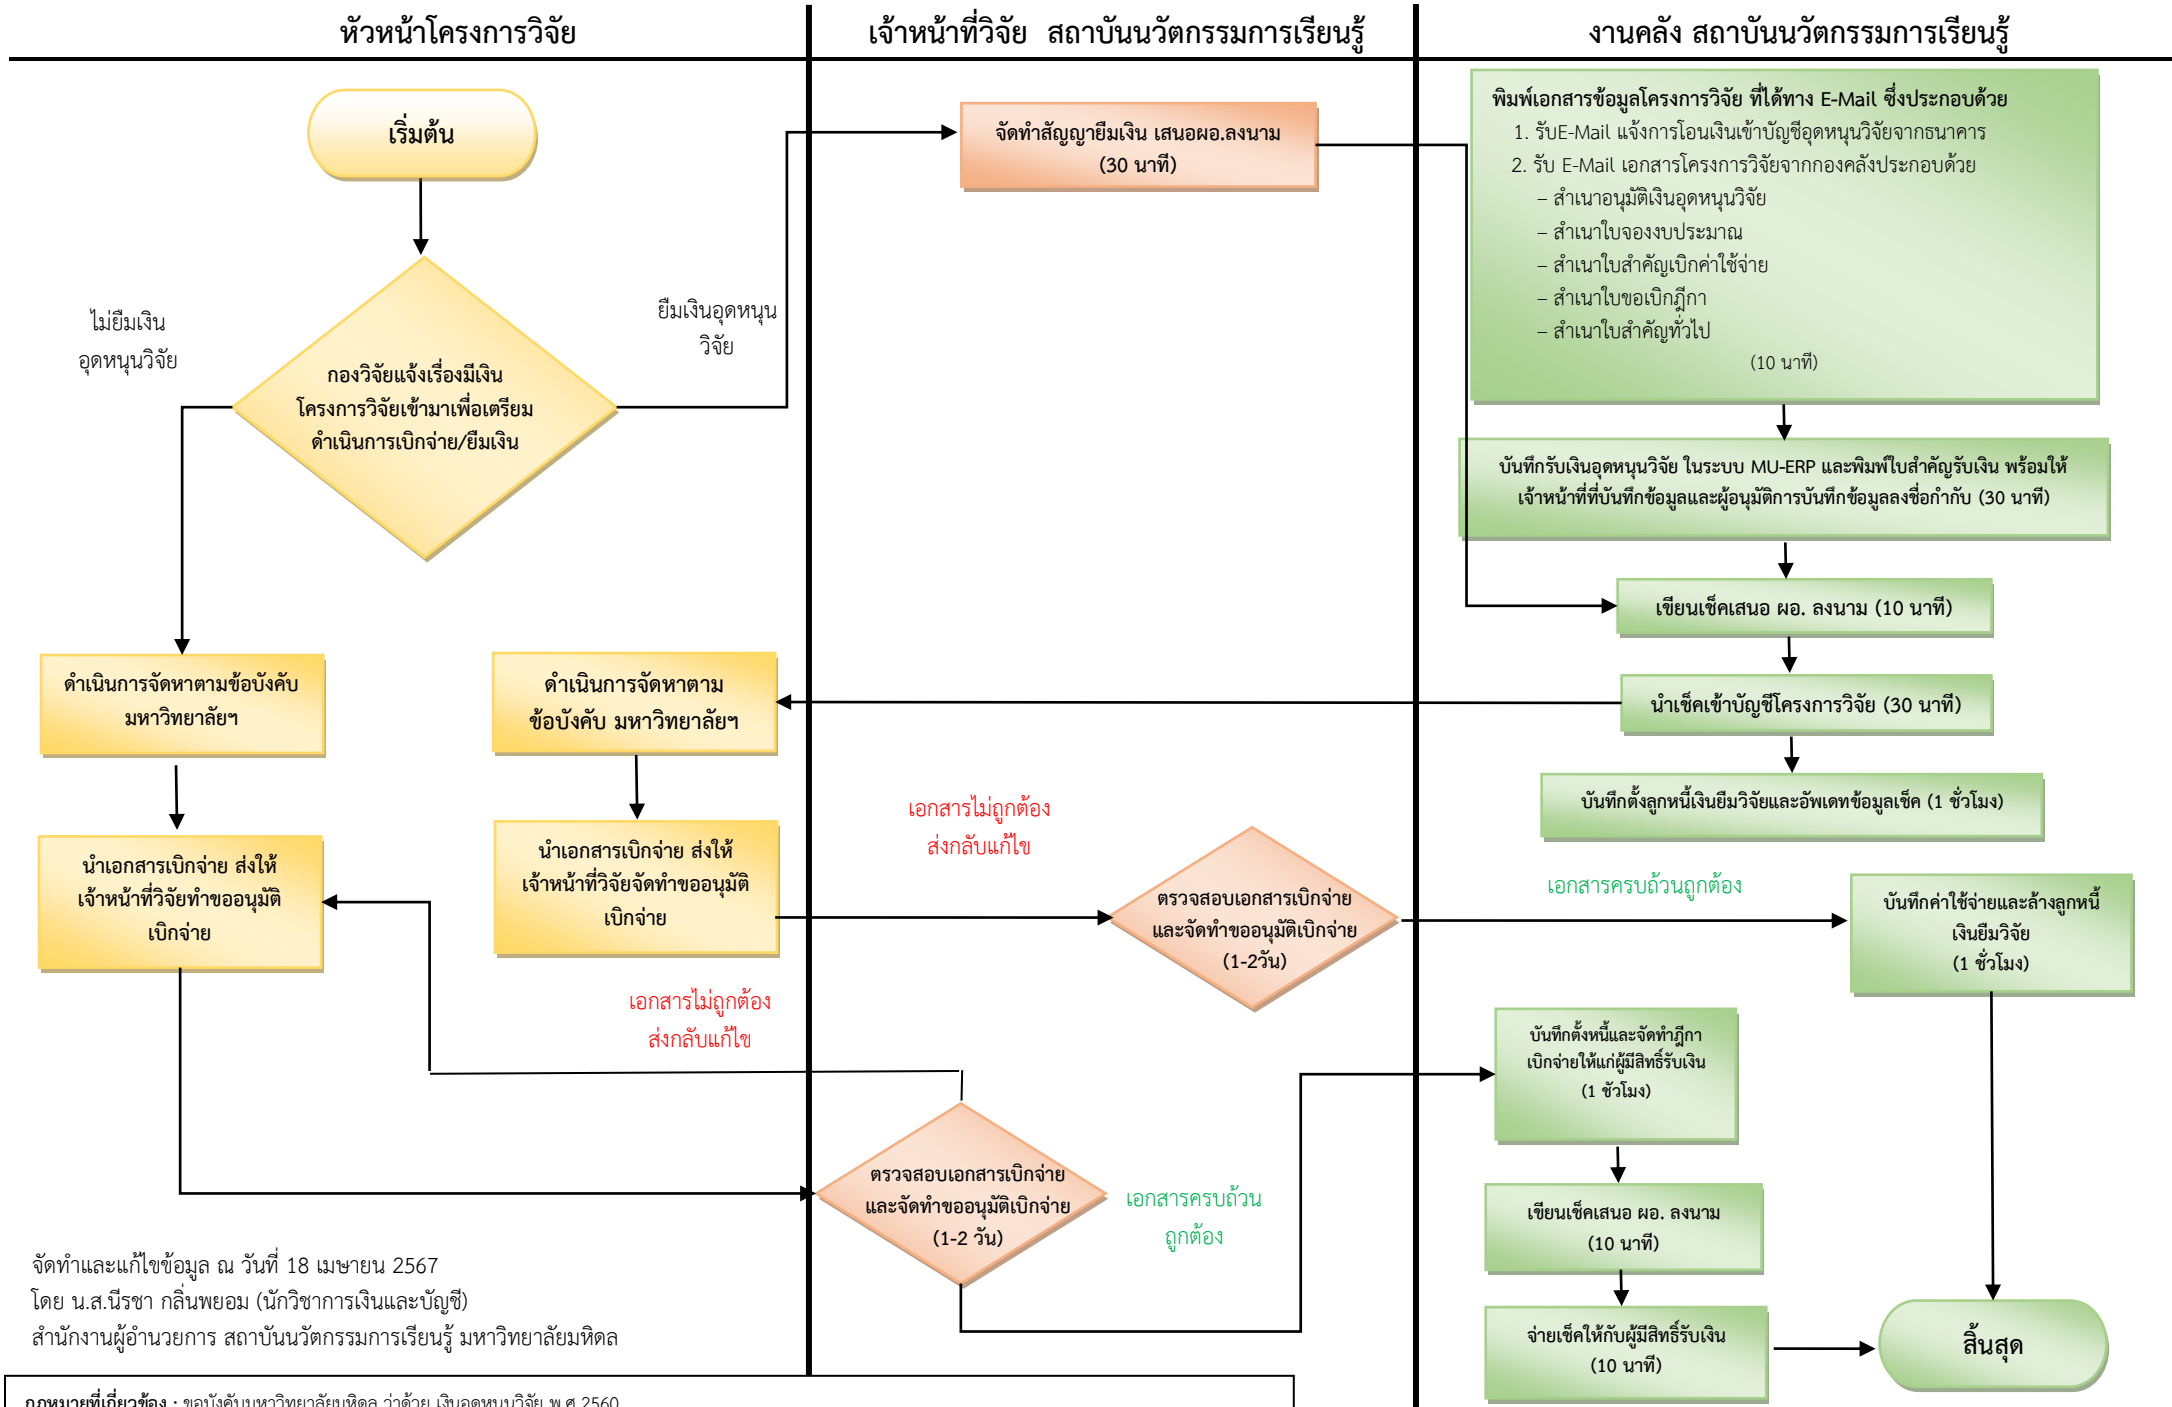 หัวหน้าโครงการวิจัย
เจ้าหน้าที่วิจัย สถาบันนวัตกรรมการเรียนรู้
งานคลัง สถาบันนวัตกรรมการเรียนรู้
เริ่มต้น
ไม่ยืมเงิน
อุดหนุนวิจัย
ยืมเงินอุดหนุน
วิจัย
กองวิจัยแจ้งเรื่องมีเงิน
โครงการวิจัยเข้ามาเพื่อเตรียม
ดำเนินการเบิกจ่าย/ยืมเงิน
จัดทำสัญญายืมเงิน เสนอผอ.ลงนาม
(30 นาที)
พิมพ์เอกสารข้อมูลโครงการวิจัย ที่ได้ทาง E-Mail ซึ่งประกอบด้วย
1. รับE-Mail แจ้งการโอนเงินเข้าบัญชีอุดหนุนวิจัยจากธนาคาร
2. รับ E-Mail เอกสารโครงการวิจัยจากกองคลังประกอบด้วย
– สำเนาอนุมัติเงินอุดหนุนวิจัย
– สำเนาใบจองงบประมาณ
– สำเนาใบสำคัญเบิกค่าใช้จ่าย
– สำเนาใบขอเบิกฎีกา
– สำเนาใบสำคัญทั่วไป
(10 นาที)
บันทึกรับเงินอุดหนุนวิจัย ในระบบ MU-ERP และพิมพ์ใบสำคัญรับเงิน พร้อมให้
เจ้าหน้าที่ที่บันทึกข้อมูลและผู้อนุมัติการบันทึกข้อมูลลงชื่อกำกับ (30 นาที)
เขียนเช็คเสนอ ผอ. ลงนาม (10 นาที)
นำเช็คเข้าบัญชีโครงการวิจัย (30 นาที)
บันทึกตั้งลูกหนี้เงินยืมวิจัยและอัพเดทข้อมูลเช็ค (1 ชั่วโมง)
ดำเนินการจัดหาตามข้อบังคับ
มหาวิทยาลัยฯ
ดำเนินการจัดหาตาม
ข้อบังคับ มหาวิทยาลัยฯ
นำเอกสารเบิกจ่าย ส่งให้
เจ้าหน้าที่วิจัยทำขออนุมัติ
เบิกจ่าย
นำเอกสารเบิกจ่าย ส่งให้
เจ้าหน้าที่วิจัยจัดทำขออนุมัติ
เบิกจ่าย
เอกสารไม่ถูกต้อง
ส่งกลับแก้ไข
ตรวจสอบเอกสารเบิกจ่าย
และจัดทำขออนุมัติเบิกจ่าย
(1-2วัน)
เอกสารครบถ้วนถูกต้อง
บันทึกค่าใช้จ่ายและล้างลูกหนี้
เงินยืมวิจัย
(1 ชั่วโมง)
เอกสารไม่ถูกต้อง
ส่งกลับแก้ไข
ตรวจสอบเอกสารเบิกจ่าย
และจัดทำขออนุมัติเบิกจ่าย
(1-2 วัน)
เอกสารครบถ้วน
ถูกต้อง
บันทึกตั้งหนี้และจัดทำฎีกา
เบิกจ่ายให้แก่ผู้มีสิทธิ์รับเงิน
(1 ชัวโมง)
เขียนเช็คเสนอ ผอ. ลงนาม
(10 นาที)
จ่ายเช็คให้กับผู้มีสิทธิ์รับเงิน
(10 นาที)
สิ้นสุด
จัดทำและแก้ไขข้อมูล ณ วันที่ 18 เมษายน 2567
โดย น.ส.นีรชา กลิ่นพยอม (นักวิชาการเงินและบัญชี)
สำนักงานผู้อำนวยการ สถาบันนวัตกรรมการเรียนรู้ มหาวิทยาลัยมหิดล
กฎหมายที่เกี่ยวข้อง : ข้อบังคับมหาวิทยาลัยมหิดล ว่าด้วย เงินอุดหนุนวิจัย พ.ศ.2560